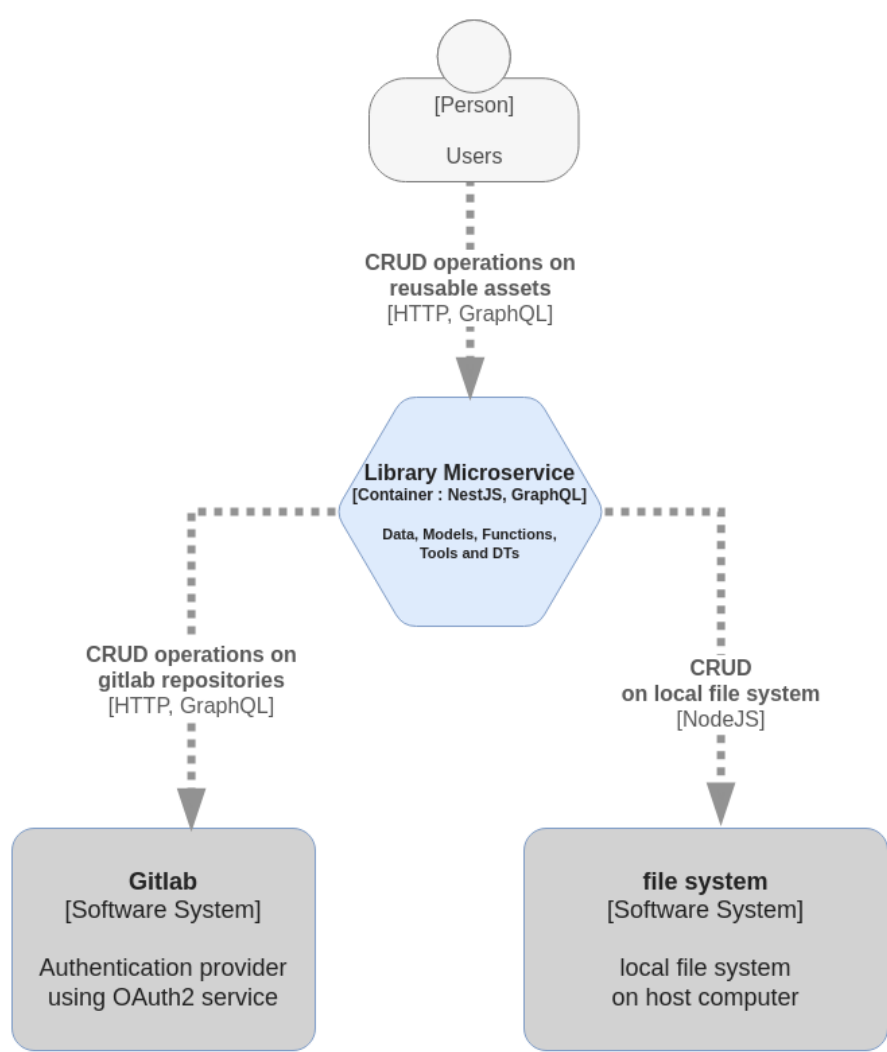 [Person]
Users
CRUD operations on
reusable assets
[HTTP, GraphQL]
Library Microservice
[Container : NestJS, GraphQL]
Data, Models, Functions,
Tools and DTs
CRUD operations on
gitlab repositories
[HTTP, GraphQL]
CRUD
on local file system
[NodeJS]
Gitlab
[Software System]
Authentication provider
using OAuth2 service
file system
[Software System]
local file system
on host computer